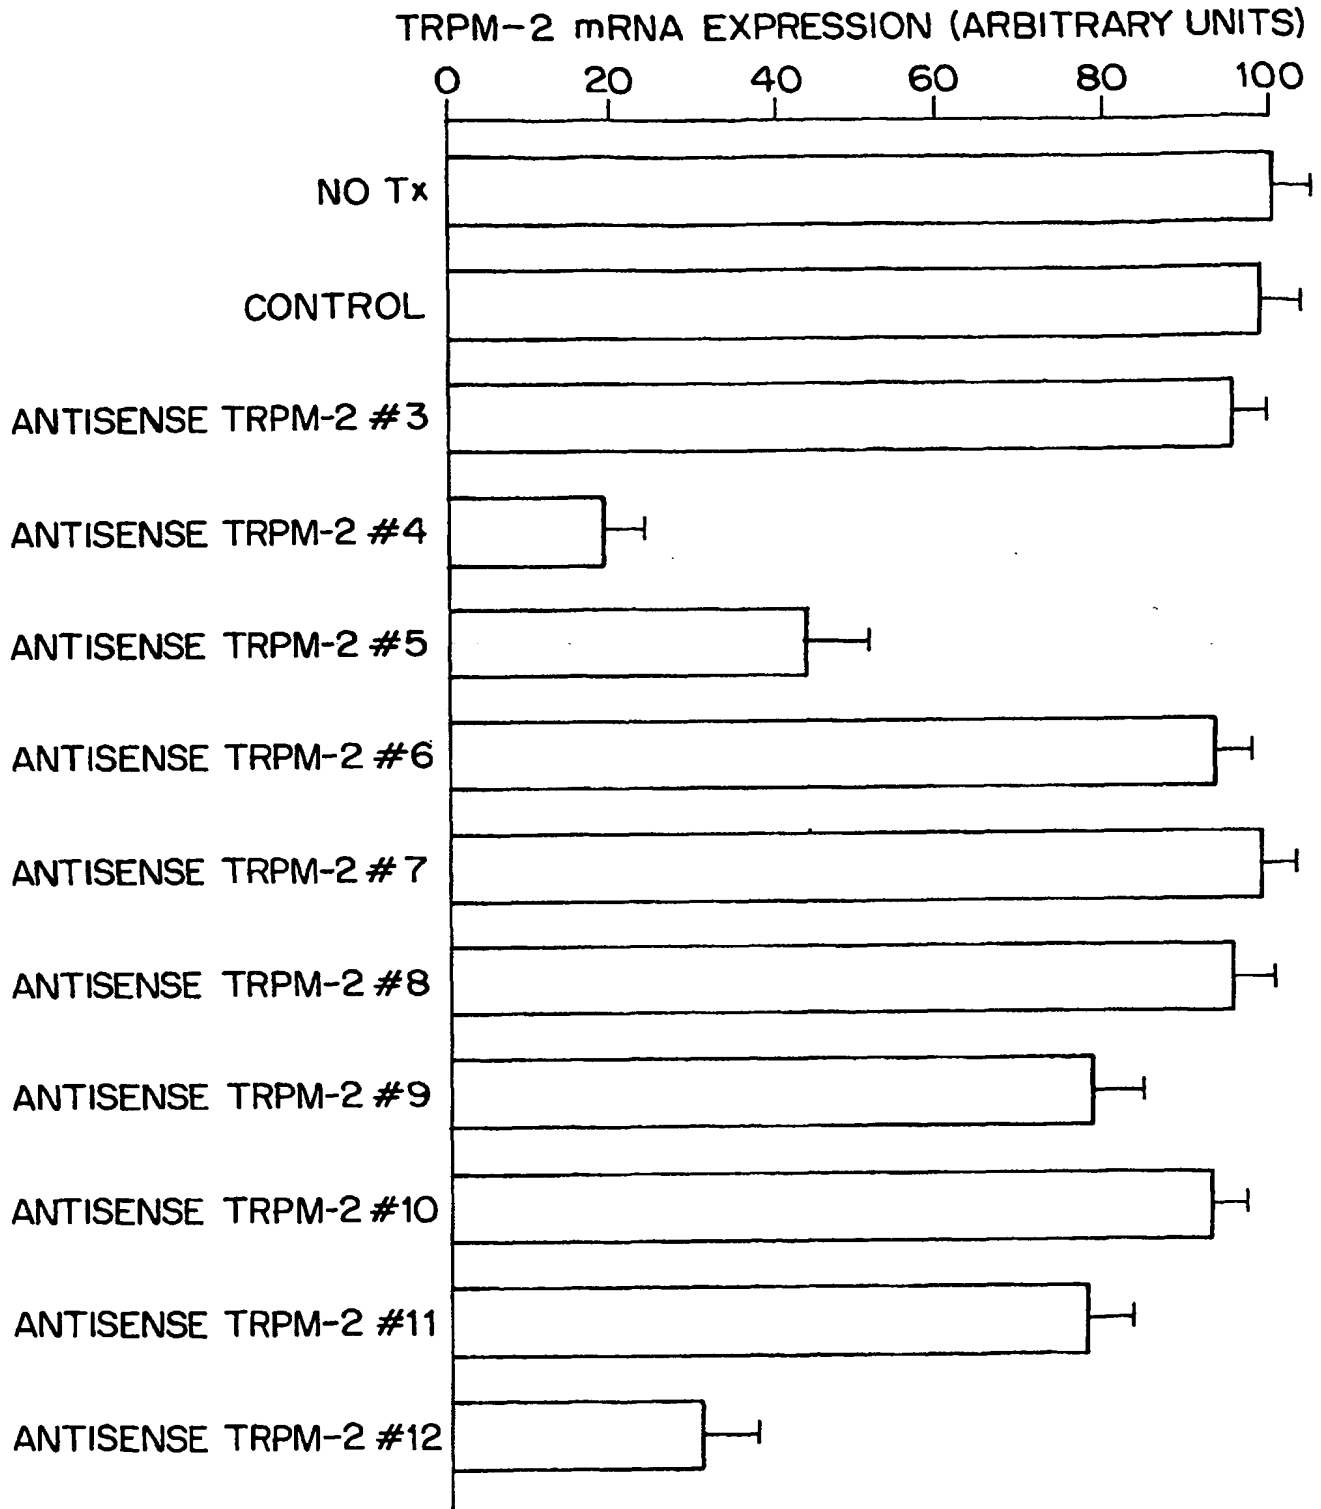 TRPM-2 mRNA EXPRESSION (ARBITRARY UNITS)
0 20 40 60 80 100
NO Tx
CONTROL
ANTISENSE TRPM-2 #3
ANTISENSE TRPM-2 #4
ANTISENSE TRPM-2 #5
ANTISENSE TRPM-2 #6
ANTISENSE TRPM-2 #7
ANTISENSE TRPM-2 #8
ANTISENSE TRPM-2 #9
ANTISENSE TRPM-2 #10
ANTISENSE TRPM-2 #11
ANTISENSE TRPM-2 #12